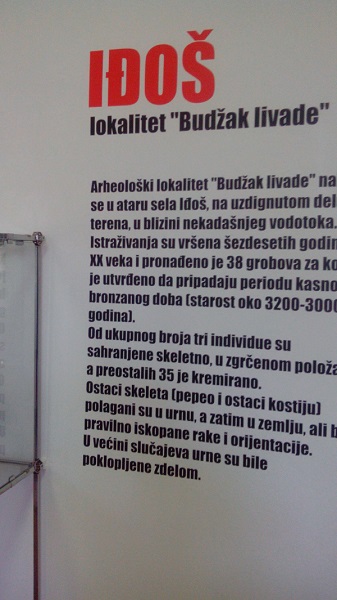 IĐOŠ
lokalitet "Budžak livade"
Arheološki lokalitet "Budžak livade" na
se u ataru sela Iđoš, na uzdignutom del
terena, u blizini nekadašnjeg vodotoka.
Istraživanja su vršena šezdesetih godin
XX veka i pronađeno je 38 grobova za ko
je utvrđeno da pripadaju periodu kasno
bronzanog doba (starost oko 3200-3000
godina).
Od ukupnog broja tri individue su
sahranjene skeletno, u zgrčenom položa
a preostalih 35 je kremirano.
Ostaci skeleta (pepeo i ostaci kostiju)
polagani su u urnu, a zatim u zemlju, ali b
pravilno iskopane rake i orijentacije.
U većini slučajeva urne su bile
poklopljene zdelom.